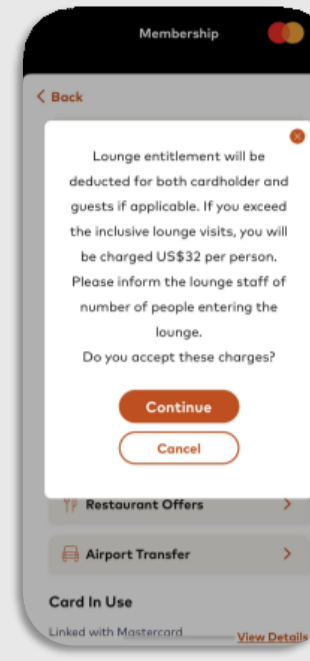 Membership
Back
Lounge entitlement will be
deducted for both cardholder and
guests if applicable. If you exceed
the inclusive lounge visits, you will
be charged US$32 per person.
Please inform the lounge staff of
number of people entering the
lounge.
Do you accept these charges?
Continue
Cancel
Restaurant Offers
Airport Transfer
Card In Use
Linked with Mastercard
View Details